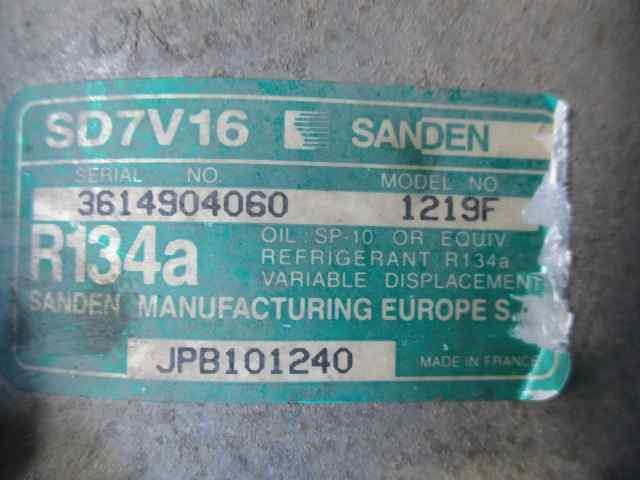 SD7V16 SANDEN
SERIAL NO. MODEL NO
3614904060 1219F
R134a
OIL: SP-10 OR EQUIV
REFRIGERANT R134a
VARIABLE DISPLACEMENT
SANDEN MANUFACTURING EUROPE S.A
JPB101240
MADE IN FRANCE